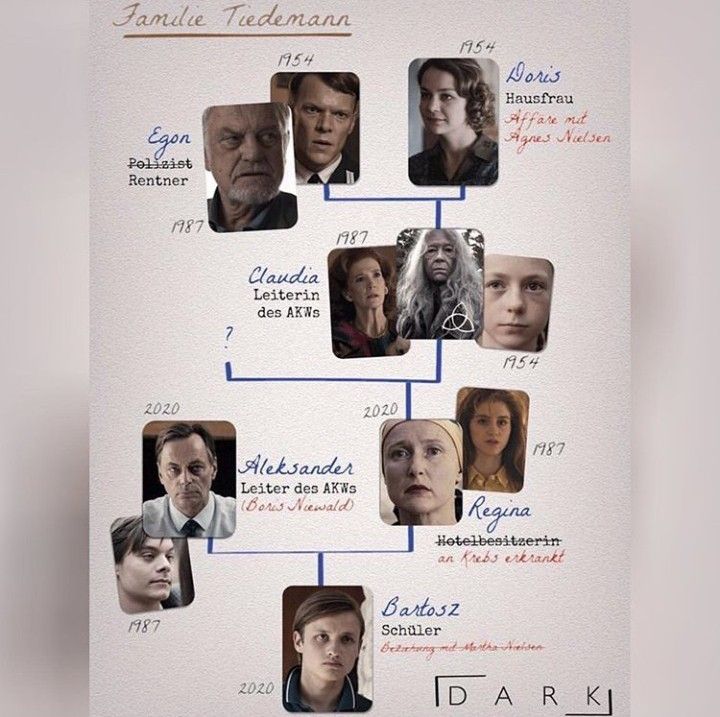 Familie Tiedemann
1954
1954
Doris
Hausfrau
Affäre mit
Agnes Nielsen
Egon
Polizist
Rentner
1987
1987
Claudia
Leiterin
des AKWs
?
1954
2020
2020
1987
Aleksander
Leiter des AKWs
(Boris Niewald)
Regina
Hotelbesitzerin
an Krebs erkrankt
1987
Bartosz
Schüler
Beziehung mit Martha Nielsen
2020
DARK